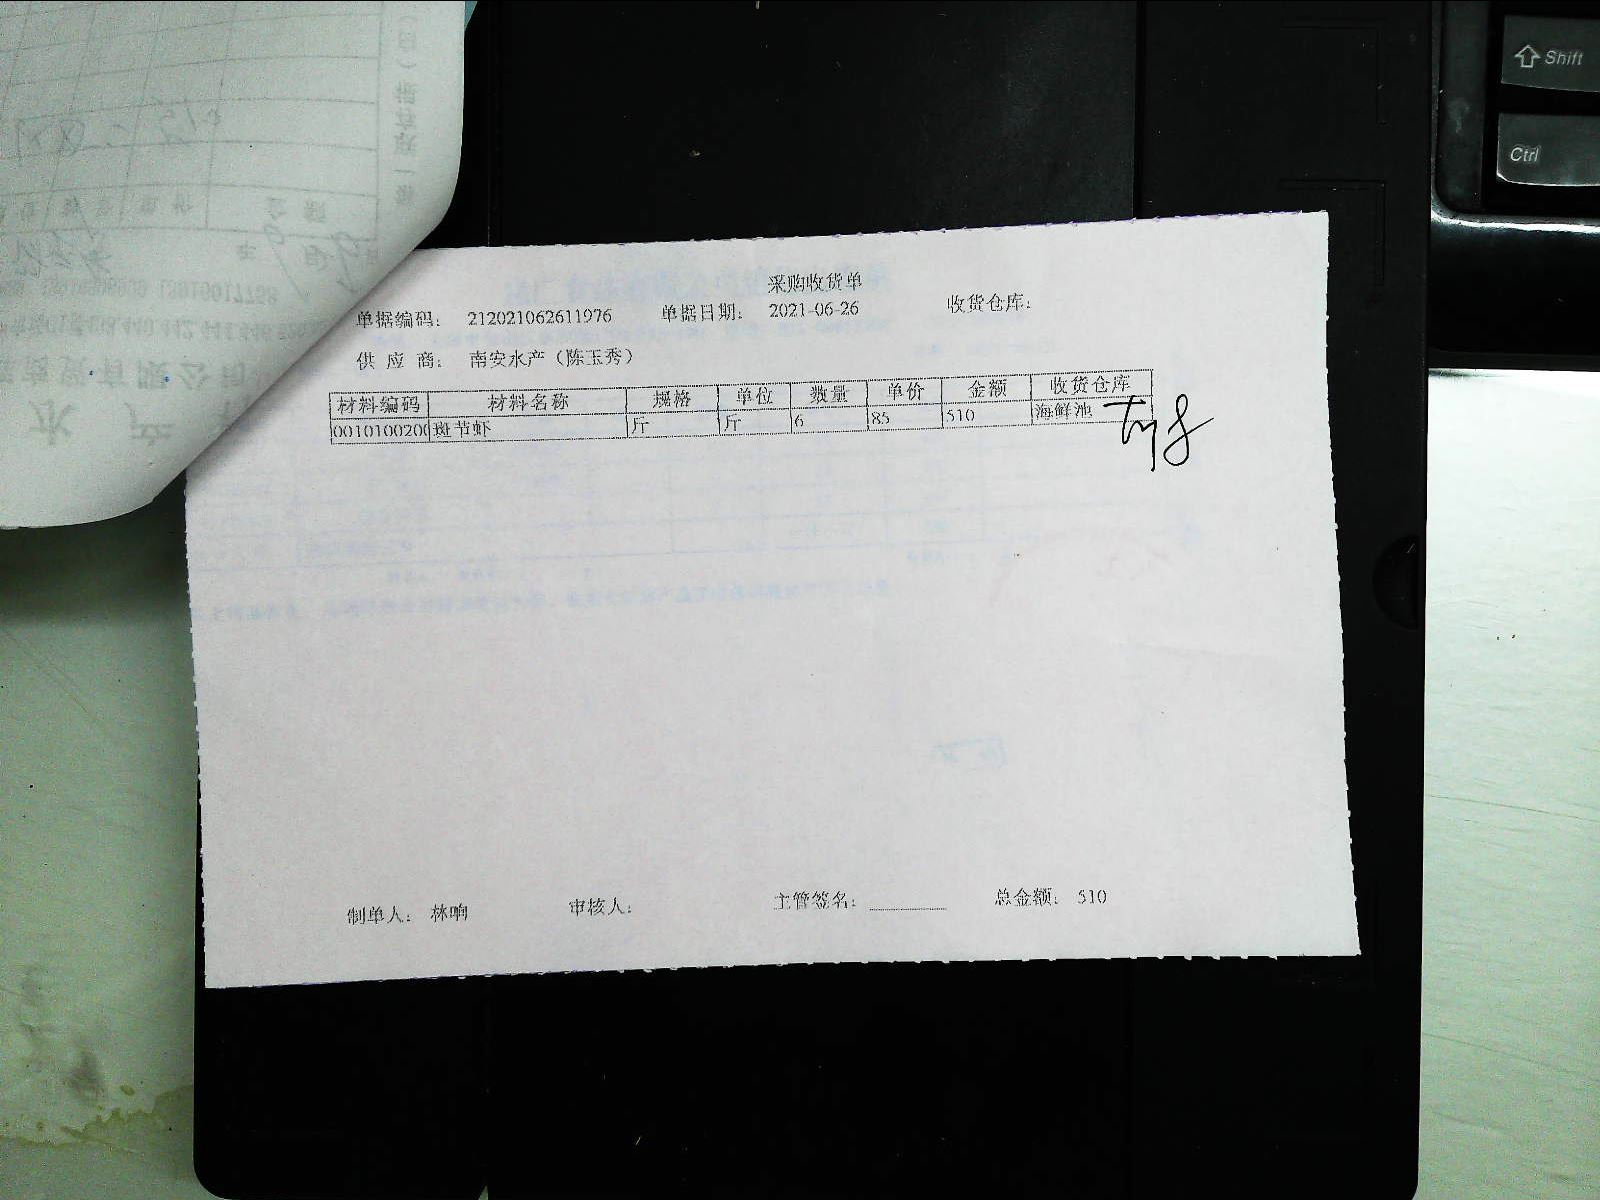 采购收货单
单据编码: 212021062611976 单据日期: 2021-06-26 收货仓库:
供 应 商: 南安水产 (陈玉秀)
材料编码 材料名称 规格 单位 数量 单价 金额 收货仓库
0010100200 斑节虾 斤 斤 6 85 510 海鲜池
制单人: 林响 审核人: 主管签名: 总金额: 510
Shift
Ctrl